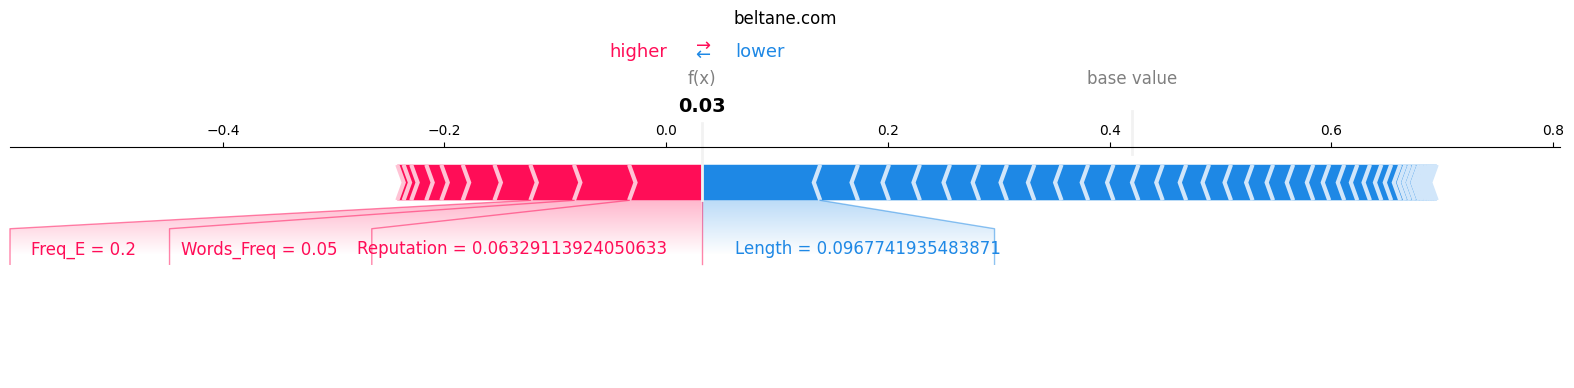 beltane.com
higher → ← lower
f(x) base value
0.03
−0.4 −0.2 0.0 0.2 0.4 0.6 0.8
Freq_E = 0.2 Words_Freq = 0.05 Reputation = 0.06329113924050633 Length = 0.0967741935483871